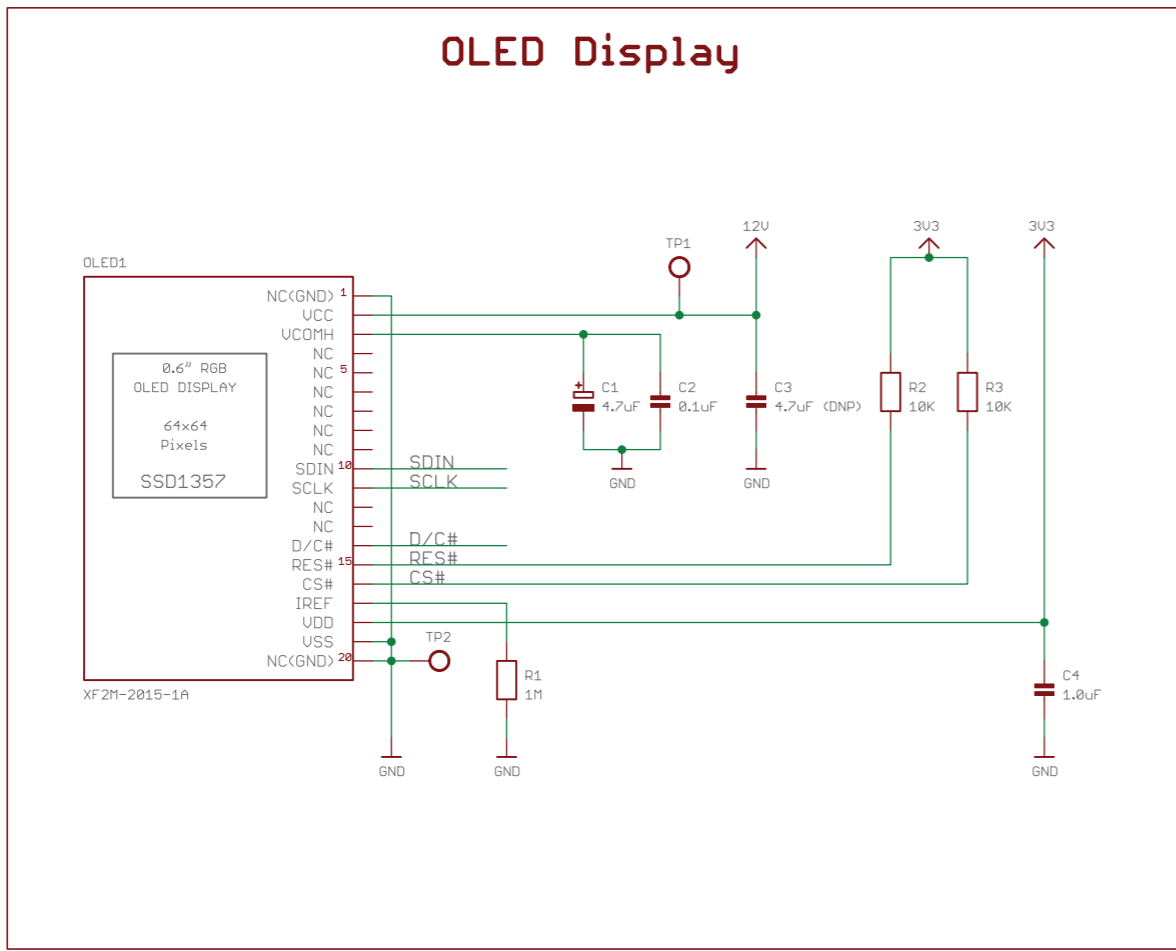 OLED Display
12V
3V3
3V3
TP1
OLED1
NC(GND) 1
VCC
VCOMH
NC
NC 5
NC
NC
NC
NC
SDIN 10
SCLK
NC
NC
D/C#
RES# 15
CS#
IREF
VDD
VSS
NC(GND) 20
0.6" RGB
OLED DISPLAY
64x64
Pixels
SSD1357
XF2M-2015-1A
SDIN
SCLK
D/C#
RES#
CS#
+
C1
4.7uF
C2
0.1uF
C3
4.7uF (DNP)
R2
10K
R3
10K
GND
GND
TP2
R1
1M
C4
1.0uF
GND
GND
GND